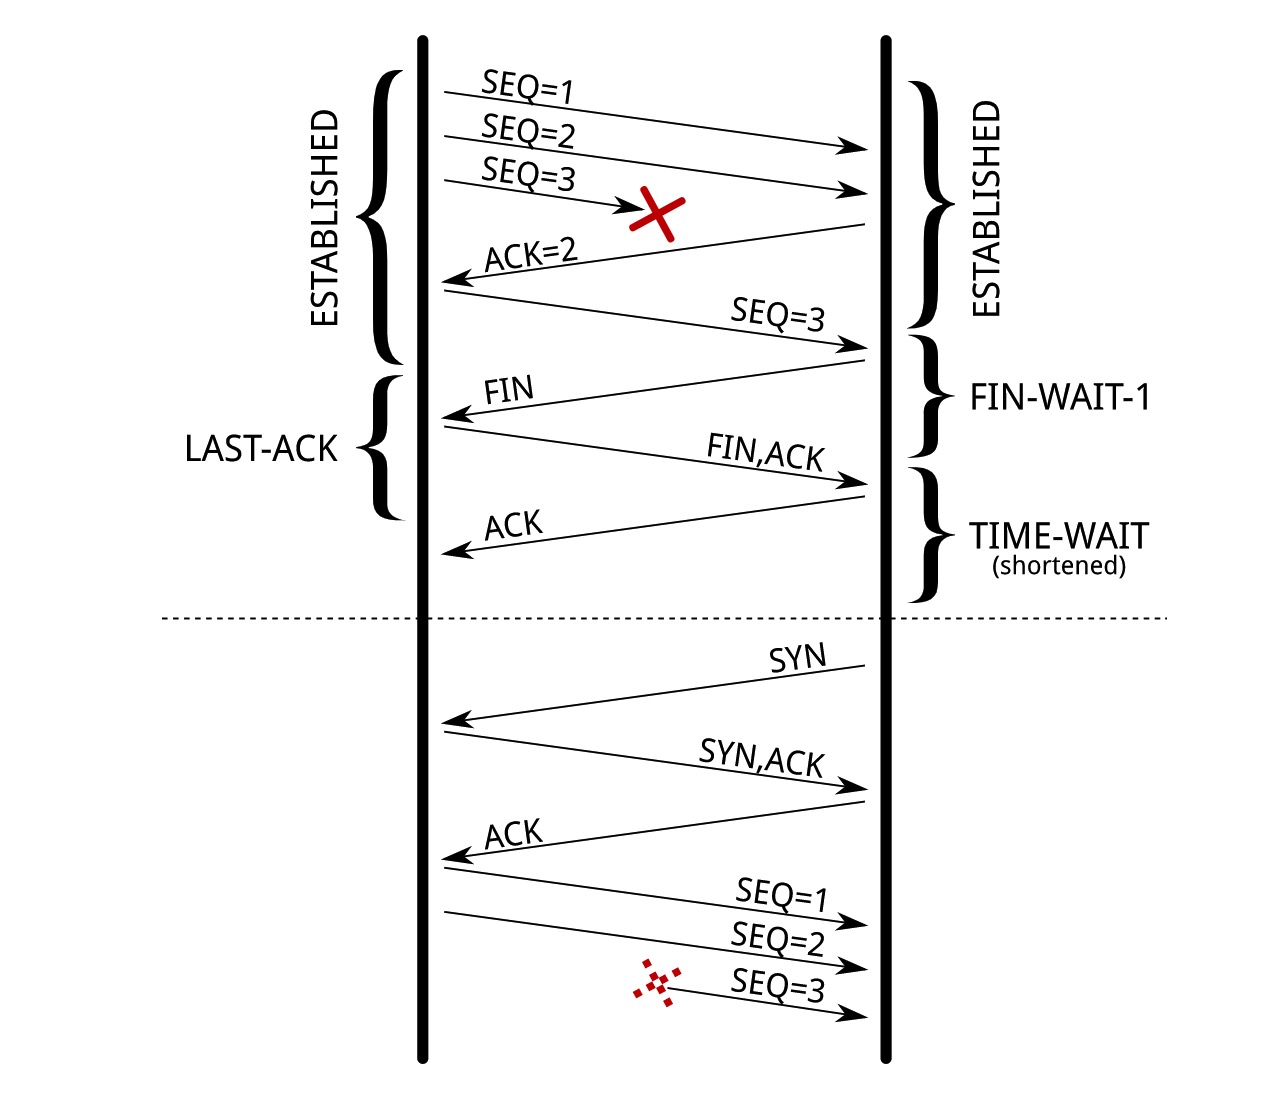 SEQ=1
SEQ=2
SEQ=3
ESTABLISHED
ESTABLISHED
ACK=2
SEQ=3
FIN
FIN-WAIT-1
LAST-ACK
FIN,ACK
ACK
TIME-WAIT
(shortened)
SYN
SYN,ACK
ACK
SEQ=1
SEQ=2
SEQ=3